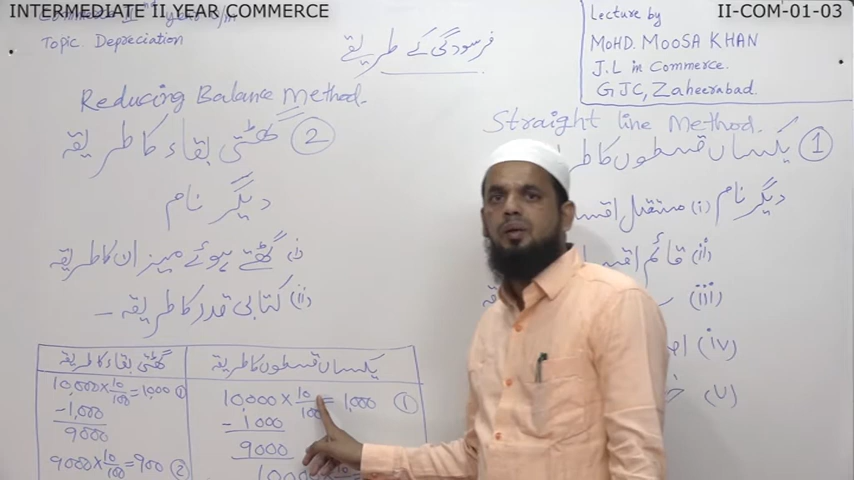 INTERMEDIATE II YEAR COMMERCE
II-COM-01-03
Topic. Depreciation
Lecture by
MOHD. MOOSA KHAN
J.L in Commerce.
GJC, Zaheerabad.
فرسودگی کے طریقے
Straight line Method.
① یکساں قسطوں کا طریقہ
دیگر نام
(i) مستقل
(ii) قائم
(iii)
(iv)
(v)
Reducing Balance Method.
② گھٹتی بقاء کا طریقہ
دیگر نام
(i) گھٹتے ہوئے میزان کا طریقہ
(ii) کتابی قدر کا طریقہ -
یکساں قسطوں کا طریقہ
10,000 × 10/100 = 1,000 ①
- 1000
9000
گھٹتی بقاء کا طریقہ
10,000 × 10/100 = 1,000 ①
- 1,000
9000
9000 × 10/100 = 900 ②